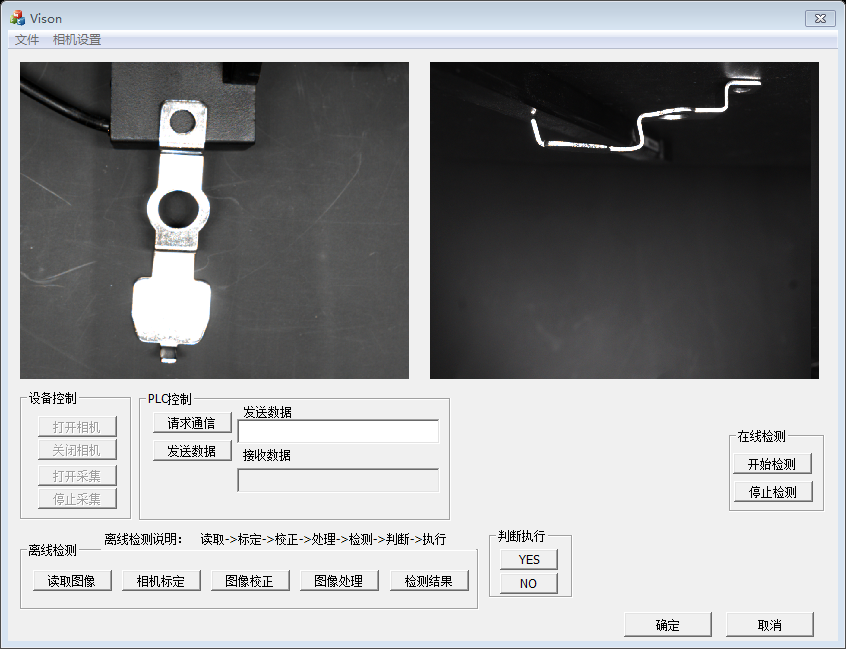 Vison
文件 相机设置
设备控制
打开相机
关闭相机
打开采集
停止采集
PLC控制
请求通信
发送数据
发送数据
接收数据
在线检测
开始检测
停止检测
离线检测说明： 读取->标定->校正->处理->检测->判断->执行
离线检测
读取图像 相机标定 图像校正 图像处理 检测结果
判断执行
YES
NO
确定 取消